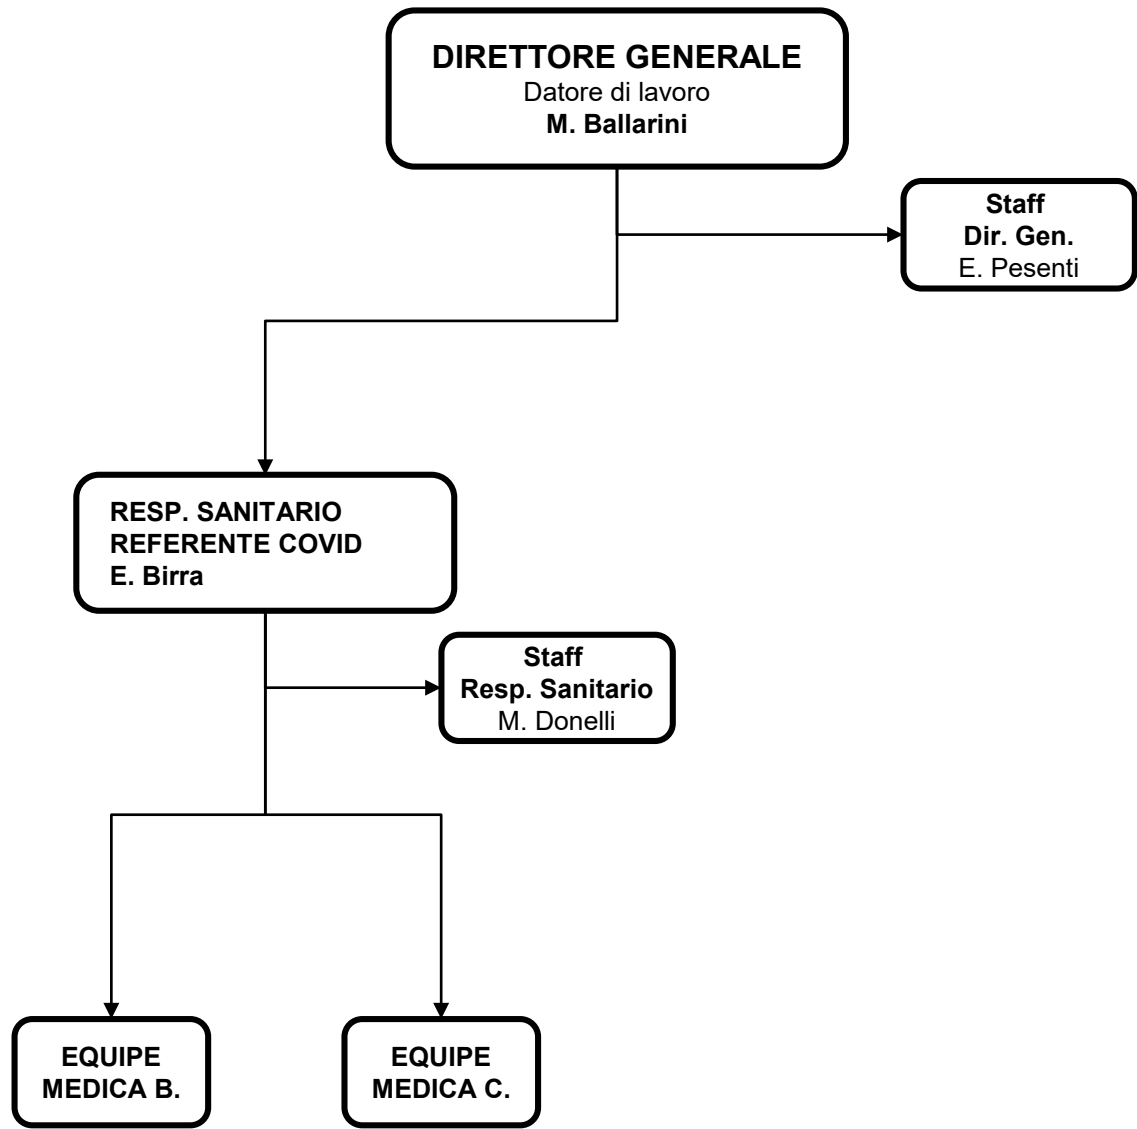 DIRETTORE GENERALE
Datore di lavoro
M. Ballarini
Staff
Dir. Gen.
E. Pesenti
RESP. SANITARIO
REFERENTE COVID
E. Birra
Staff
Resp. Sanitario
M. Donelli
EQUIPE
MEDICA B.
EQUIPE
MEDICA C.